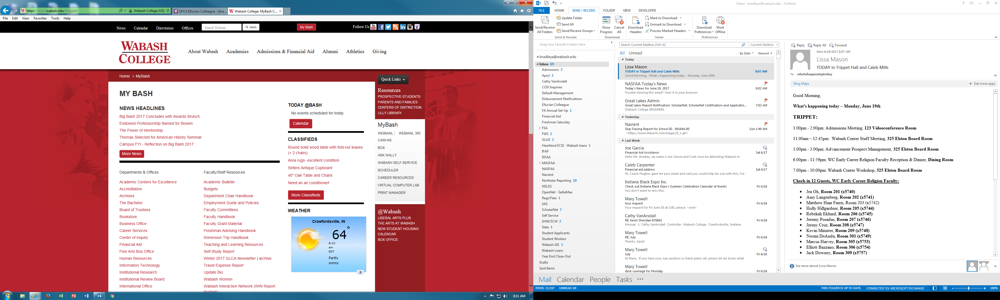 https://www.wabash.edu/mybash/
Wabash College [US]
UI 4.5 Ellucian Colleague - [bra...
Wabash College: MyBash C...
File Edit View Favorites Tools Help
News Calendar Directories Offices
Search Wabash...
Search
My Bash
Follow Us:
WABASH
COLLEGE
About Wabash Academics Admissions & Financial Aid Alumni Athletics Giving
Home » MyBash
MY BASH
NEWS HEADLINES
Big Bash 2017 Concludes with Awards Brunch
Endowed Professorship Named for Bowen
The Power of Mentorship
Thomas Selected for American History Seminar
Campus FYI - Reflection on Big Bash 2017
More News
Departments & Offices
Academic Centers for Excellence
Accreditation
Archives
The Bachelor
Board of Trustees
Bookstore
Business Office
Career Services
Center of Inquiry
Financial Aid
Fine Arts Box Office
Human Resources
Information Technology
Institutional Research
Institutional Review Board
International Office
Faculty/Staff Resources
Academic Bulletin
Budgets
Department Chair Handbook
Employment Guide and Policies
Faculty Committees
Faculty Handbook
Faculty Grant Material
Freshman Advising Handbook
Immersion Trip Handbook
Teaching and Learning Resources
Self-Study Report
Winter 2017 GLCA Newsletter | archive
Travel Expense Report
Update Bio
Wabash Women
Wabash Interaction Network (WIN Report
System)
TODAY @BASH
No events scheduled for today.
Calendar
CLASSIFIEDS
Round solid wood table with fold-out leaves
(+ 2 chairs)
Area rugs- excellent condition
Sellers Antique Cupboard
48" Oak Table and Chairs
Need an air conditioner!
More Classifieds
WEATHER
Crawfordsville, IN
64°
8:10
am
EDT
Partly
sunny
Quick Links
Resources
PROSPECTIVE STUDENTS
PARENTS AND FAMILIES
CENTERS OF DISTINCTION
LILLY LIBRARY
MyBash
WEBMAIL | WEBMAIL 365
CANVAS
BOX
ASK WALLY
WABASH SELF-SERVICE
SCHEDULER
CAREER RESOURCES
VIRTUAL COMPUTER LAB
PRINT MANAGER
@Wabash
LIBERAL ARTS PLUS
THE ARTS AT WABASH
NEW STUDENT HOUSING
CALENDAR
BOX OFFICE
8:11 AM
Inbox - bradleya@wabash.edu - Outlook
FILE HOME SEND / RECEIVE FOLDER VIEW DEVELOPER
Send/Receive
All Folders
Update Folder
Send All
Send/Receive Groups
Send & Receive
Show
Progress
Cancel
All
Download
Download
Headers
Mark to Download
Unmark to Download
Process Marked Headers
Server
Download
Preferences
Work
Offline
Preferences
Drag Your Favorite Folders Here
bradleya@wabash.edu
Inbox 69
Admissions 2
Apryl 3
Cathy VanArsdall
COD Inquiries
Default Management
Disbursement Notifications
Ellucian Colleague
FA Annual Set-Up 1
Financial Aid
Freshman Saturday
FSA
FWS 2
GLUG 2
Heartland ECSI - Wabash loans 1
IFAP
ISFAA
MASFAA
NASFAA
Navient
Northstar Reporting 10
NSLDS
OpenNet - SallieMae
Regs/Fees 1
SAS
ScholarNet 7
Self Service
SHW/SCW 2
Slate 1
Student Applicants
Student Workers
Wabash 101 1
Wabash Loans
Year End Close-Out
Drafts
Sent Items
Search Current Mailbox (Ctrl+E)
Current Mailbox
All Unread
By Date Newest
Today
Lissa Mason
TODAY in Trippet Hall and Caleb Mills 8:07 AM
Good Morning, What's happening today – Monday, June 19th
NASFAA Today's News
Today's News for June 19, 2017 8:02 AM
Trouble viewing this email? View it in your browser
Great Lakes Admin
Great Lakes Report Notification: ScholarNet: ScholarNet Certification and Applicatio... 7:02 AM
Wabash College (00184400)
Yesterday
Navient
Skip Tracing Report for School ID - 001844-00 Sun 1:49 AM
<https://www.Navient.com/images/E_1.gif>
Last Week
Joe Garcia
Financial Aid Assistance Sat 6/17
Hello Ms. Bradley, my name is Joe Garcia and I will soon be attending Wabash in
Caleb Carpenter
Financial aid address Sat 6/17
Hi, Coach Hughes gave me your email and said you could help me out with this, I've
Indiana Black Expo Inc.
Check out Indiana Black Expo's Summer Celebration Calendar of Events Fri 6/16
You don't want to miss this.
Mary Towell
tour request Fri 6/16
Tour request for Fri June 30 at 1:00, please. <end>
Cathy VanArsdall
RE: Kevin Sheridan 870601 Fri 6/16
Hooray! :) Cathy VanArsdall Controller Wabash College Crawfordsville, Indiana
Mary Towell
RE: July Fri 6/16
Thanks, Apryl!
Mary Towell
July Fri 6/16
Hi there, If you have your July vacation or travel plans set, please let me know what
Mary Towell
desk coverage for Monday Fri 6/16
Reply Reply All Forward
Mon 6/19/2017 8:07 AM
Lissa Mason
TODAY in Trippet Hall and Caleb Mills
To whatshappeningtoday
Bing Maps
+ Get more apps
Good Morning,
What's happening today – Monday, June 19th
TRIPPET:
1:00pm - 2:00pm: Admissions Meeting, 123 Videoconference Room
11:00am – 12:45pm: Wabash Center Staff Meeting, 325 Elston Board Room
1:00pm - 3:00pm: Advancement Prospect Management, 325 Elston Board Room
6:00pm - 11:59pm: WC Early Career Religion Faculty Reception & Dinner, Dining Room
7:00pm - 10:00pm: Wabash Center Workshop, 325 Elston Board Room
Check-in 12 Guests, WC Early Career Religion Faculty:
• Jea Oh, Room 201 (x5740)
• Amy Langenberg, Room 202 (x5741)
• Matthew Haar Farris, Room 203 (x5742)
• Holly Hillgardner, Room 205 (x5744)
• Rebekah Eklund, Room 206 (x5745)
• Jeremy Posadas, Room 207 (x5746)
• Jereny Cruz, Room 208 (x5747)
• Kevin Minister, Room 209 (x5748)
• Neomi DeAnda, Room 301 (x5749)
• Marcus Harvey, Room 305 (x5753)
• Elliott Bazzano, Room 306 (x5754)
• Jack Downey, Room 309 (x5757)
See more about Lissa Mason.
Mail Calendar People Tasks ...
ITEMS: 21,037 UNREAD: 69
THIS FOLDER IS UP TO DATE. CONNECTED TO: MICROSOFT EXCHANGE
100%